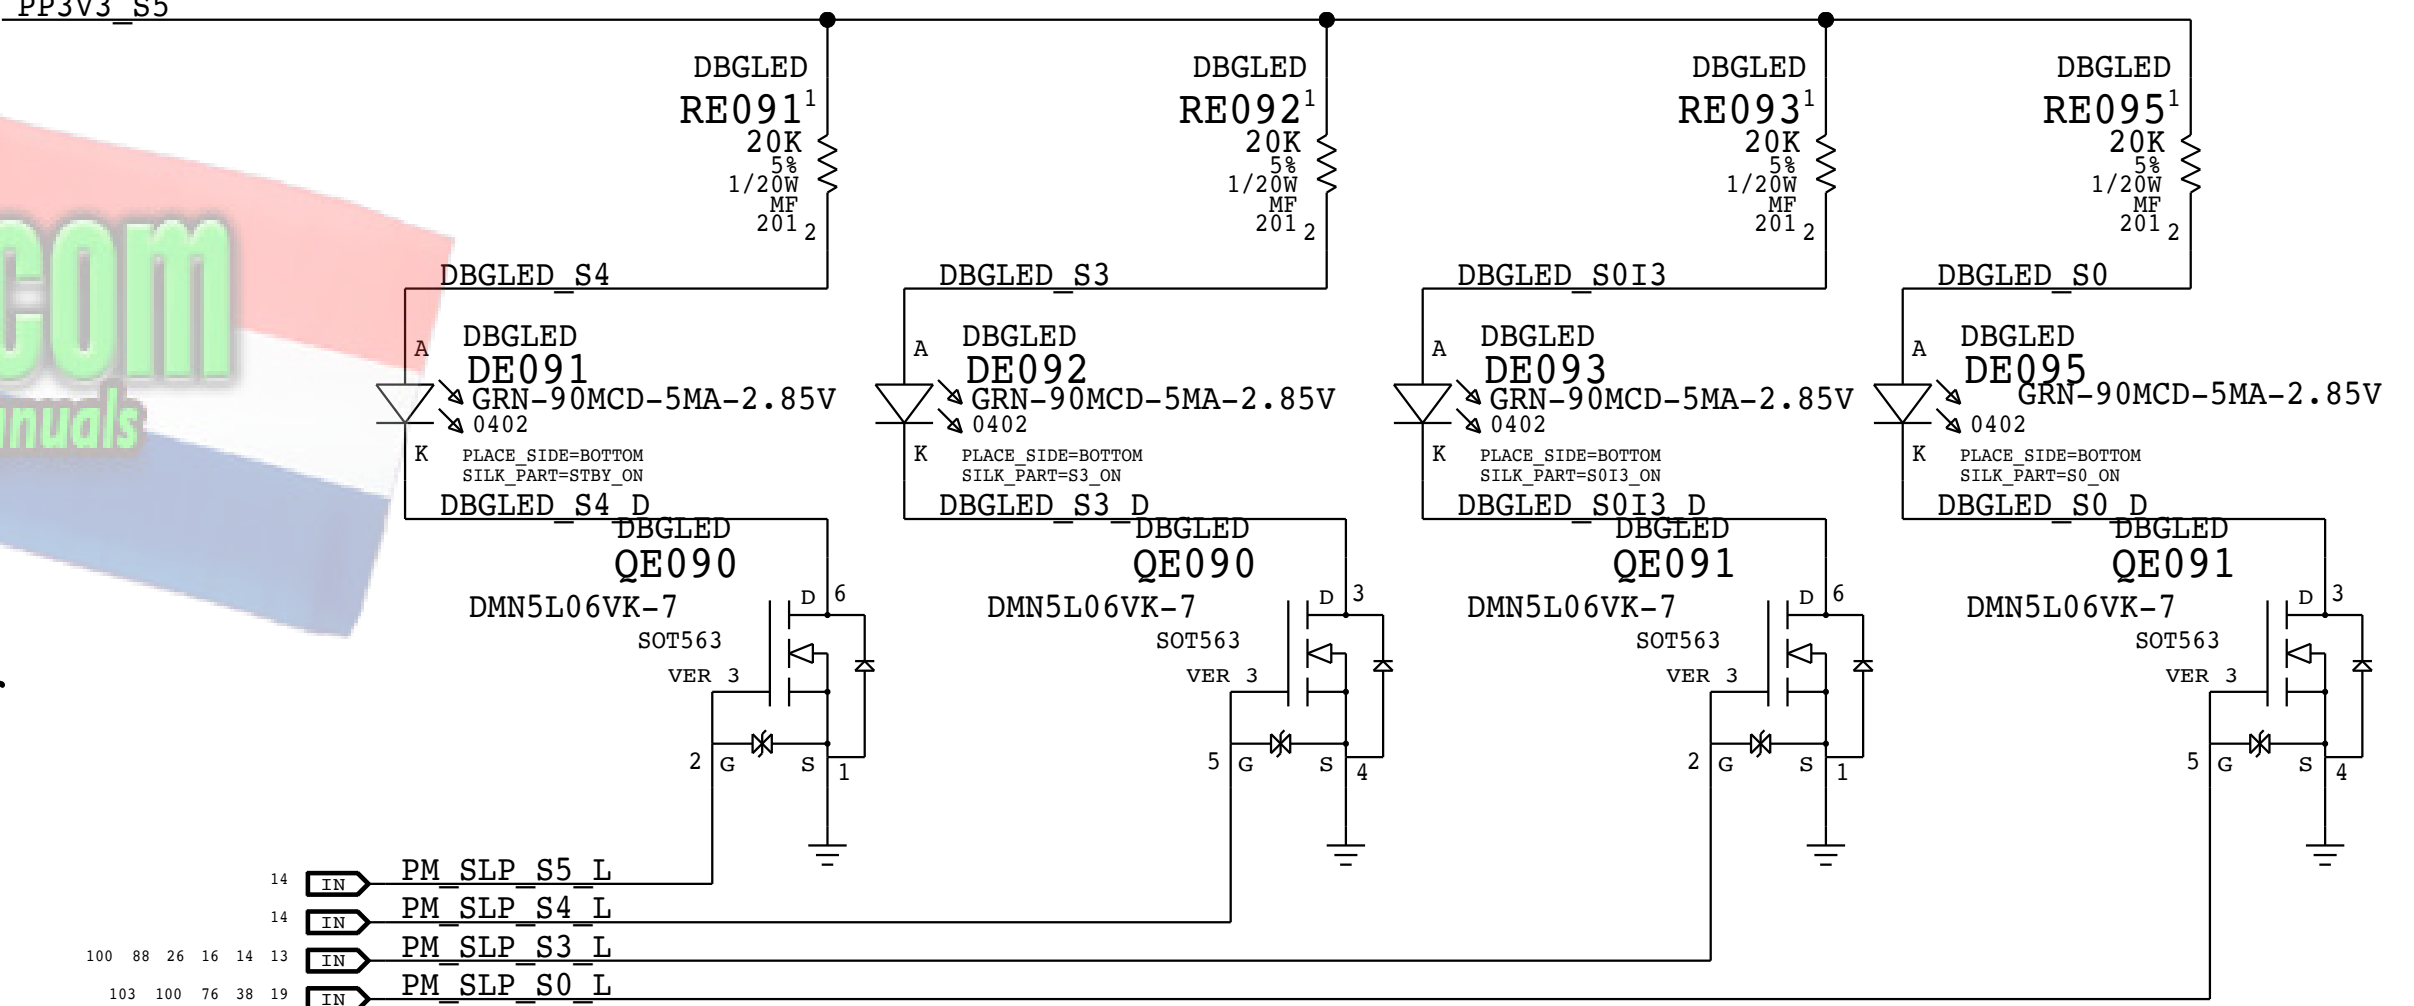 PP3V3_S5
DBGLED DBGLED DBGLED DBGLED
RE091 1 RE092 1 RE093 1 RE095 1
20K 20K 20K 20K
5% 5% 5% 5%
1/20W 1/20W 1/20W 1/20W
MF MF MF MF
201 2 201 2 201 2 201 2
DBGLED_S4 DBGLED_S3 DBGLED_S0I3 DBGLED_S0
com
DBGLED DBGLED DBGLED DBGLED
A A A A
DE091 DE092 DE093 DE095
GRN-90MCD-5MA-2.85V GRN-90MCD-5MA-2.85V GRN-90MCD-5MA-2.85V GRN-90MCD-5MA-2.85V
0402 0402 0402 0402
nuals
K PLACE_SIDE=BOTTOM K PLACE_SIDE=BOTTOM K PLACE_SIDE=BOTTOM K PLACE_SIDE=BOTTOM
SILK_PART=STBY_ON SILK_PART=S3_ON SILK_PART=S0I3_ON SILK_PART=S0_ON
DBGLED_S4_D DBGLED_S3_D DBGLED_S0I3_D DBGLED_S0_D
DBGLED DBGLED DBGLED DBGLED
QE090 QE090 QE091 QE091
DMN5L06VK-7 D 6 DMN5L06VK-7 D 3 DMN5L06VK-7 D 6 DMN5L06VK-7 D 3
SOT563 SOT563 SOT563 SOT563
VER 3 VER 3 VER 3 VER 3
2 G S 1 5 G S 4 2 G S 1 5 G S 4
14 IN PM_SLP_S5_L
14 IN PM_SLP_S4_L
100 88 26 16 14 13 IN PM_SLP_S3_L
103 100 76 38 19 IN PM_SLP_S0_L